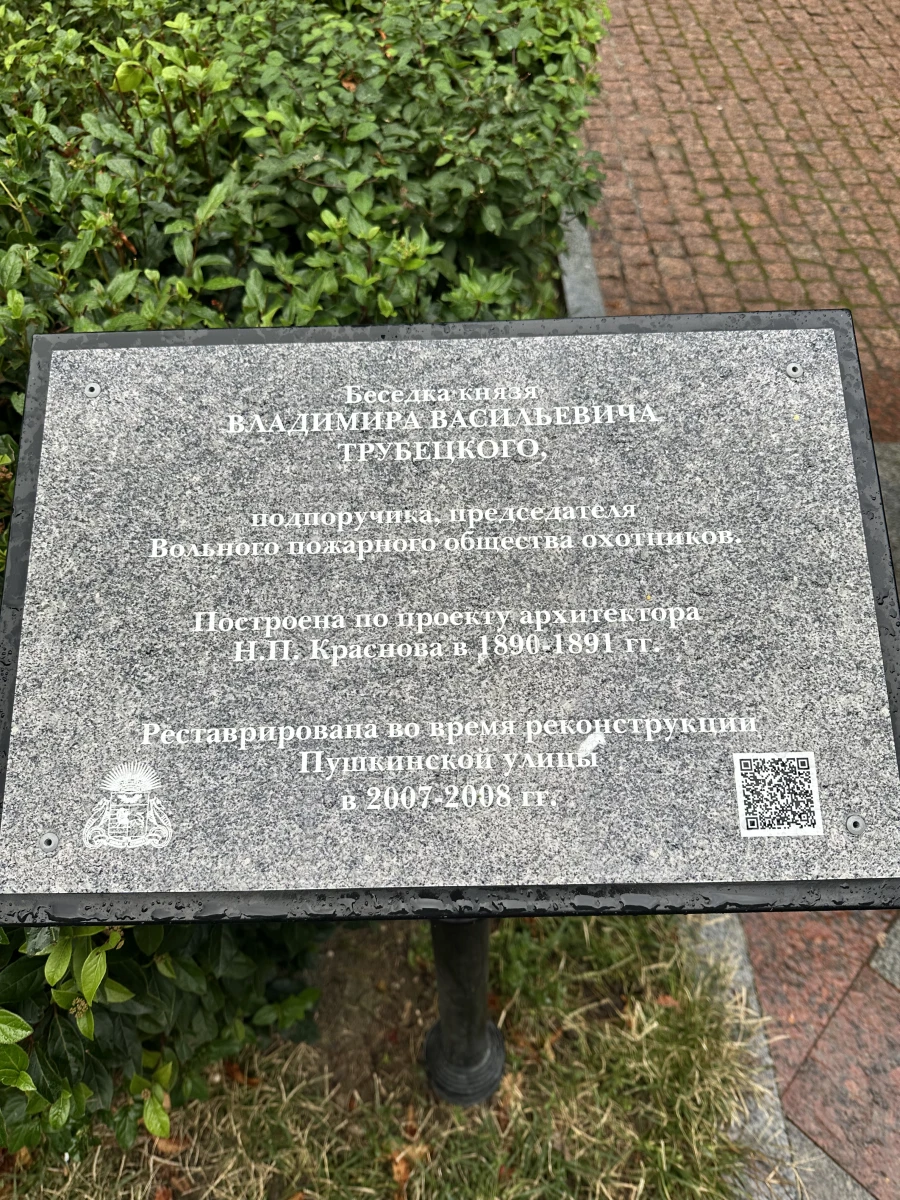 Беседка князя
ВЛАДИМИРА ВАСИЛЬЕВИЧА
ТРУБЕЦКОГО,
подпоручика, председателя
Вольного пожарного общества охотников.
Построена по проекту архитектора
Н.П. Краснова в 1890-1891 гг.
Реставрирована во время реконструкции
Пушкинской улицы
в 2007-2008 гг.